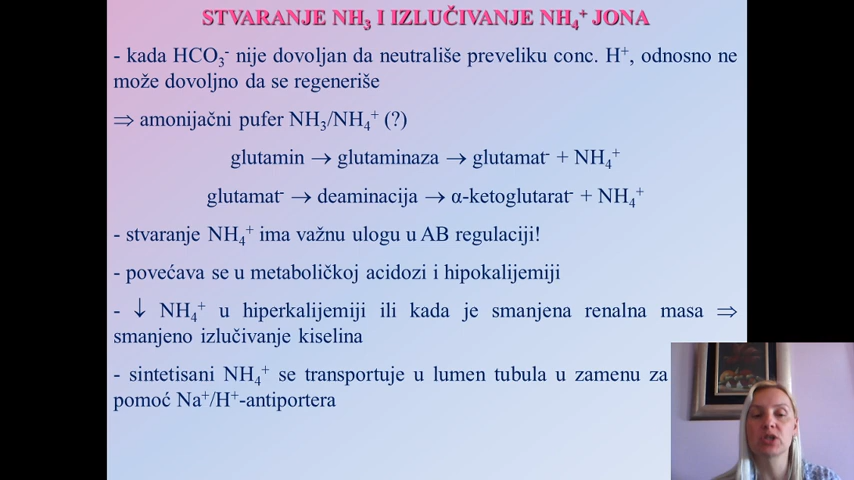 STVARANJE NH₃ I IZLUČIVANJE NH₄⁺ JONA
- kada HCO₃⁻ nije dovoljan da neutrališe preveliku conc. H⁺, odnosno ne
može dovoljno da se regeneriše
⇒ amonijačni pufer NH₃/NH₄⁺ (?)
glutamin → glutaminaza → glutamat⁻ + NH₄⁺
glutamat⁻ → deaminacija → α-ketoglutarat⁻ + NH₄⁺
- stvaranje NH₄⁺ ima važnu ulogu u AB regulaciji!
- povećava se u metaboličkoj acidozi i hipokalijemiji
- ↓ NH₄⁺ u hiperkalijemiji ili kada je smanjena renalna masa ⇒
smanjeno izlučivanje kiselina
- sintetisani NH₄⁺ se transportuje u lumen tubula u zamenu za
pomoć Na⁺/H⁺-antiportera